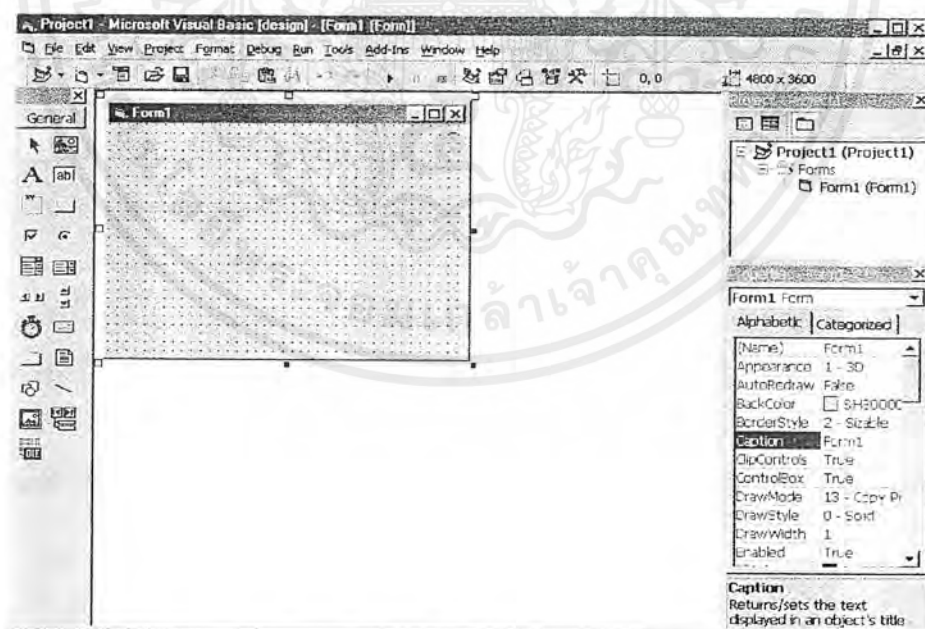 Project1 - Microsoft Visual Basic [design] - [Form1 (Form)]
File Edit View Project Format Debug Run Tools Add-Ins Window Help
0, 0 4800 x 3600
General
Form1
A ab|
OLE
Project1 (Project1)
Forms
Form1 (Form1)
Form1 Form
Alphabetic Categorized
(Name) Form1
Appearance 1 - 3D
AutoRedraw False
BackColor
BorderStyle 2 - Sizable
Caption Form1
ClipControls True
ControlBox True
DrawMode 13 - Copy Pe
DrawStyle 0 - Solid
DrawWidth 1
Enabled True
Caption
Returns/sets the text
displayed in an object's title